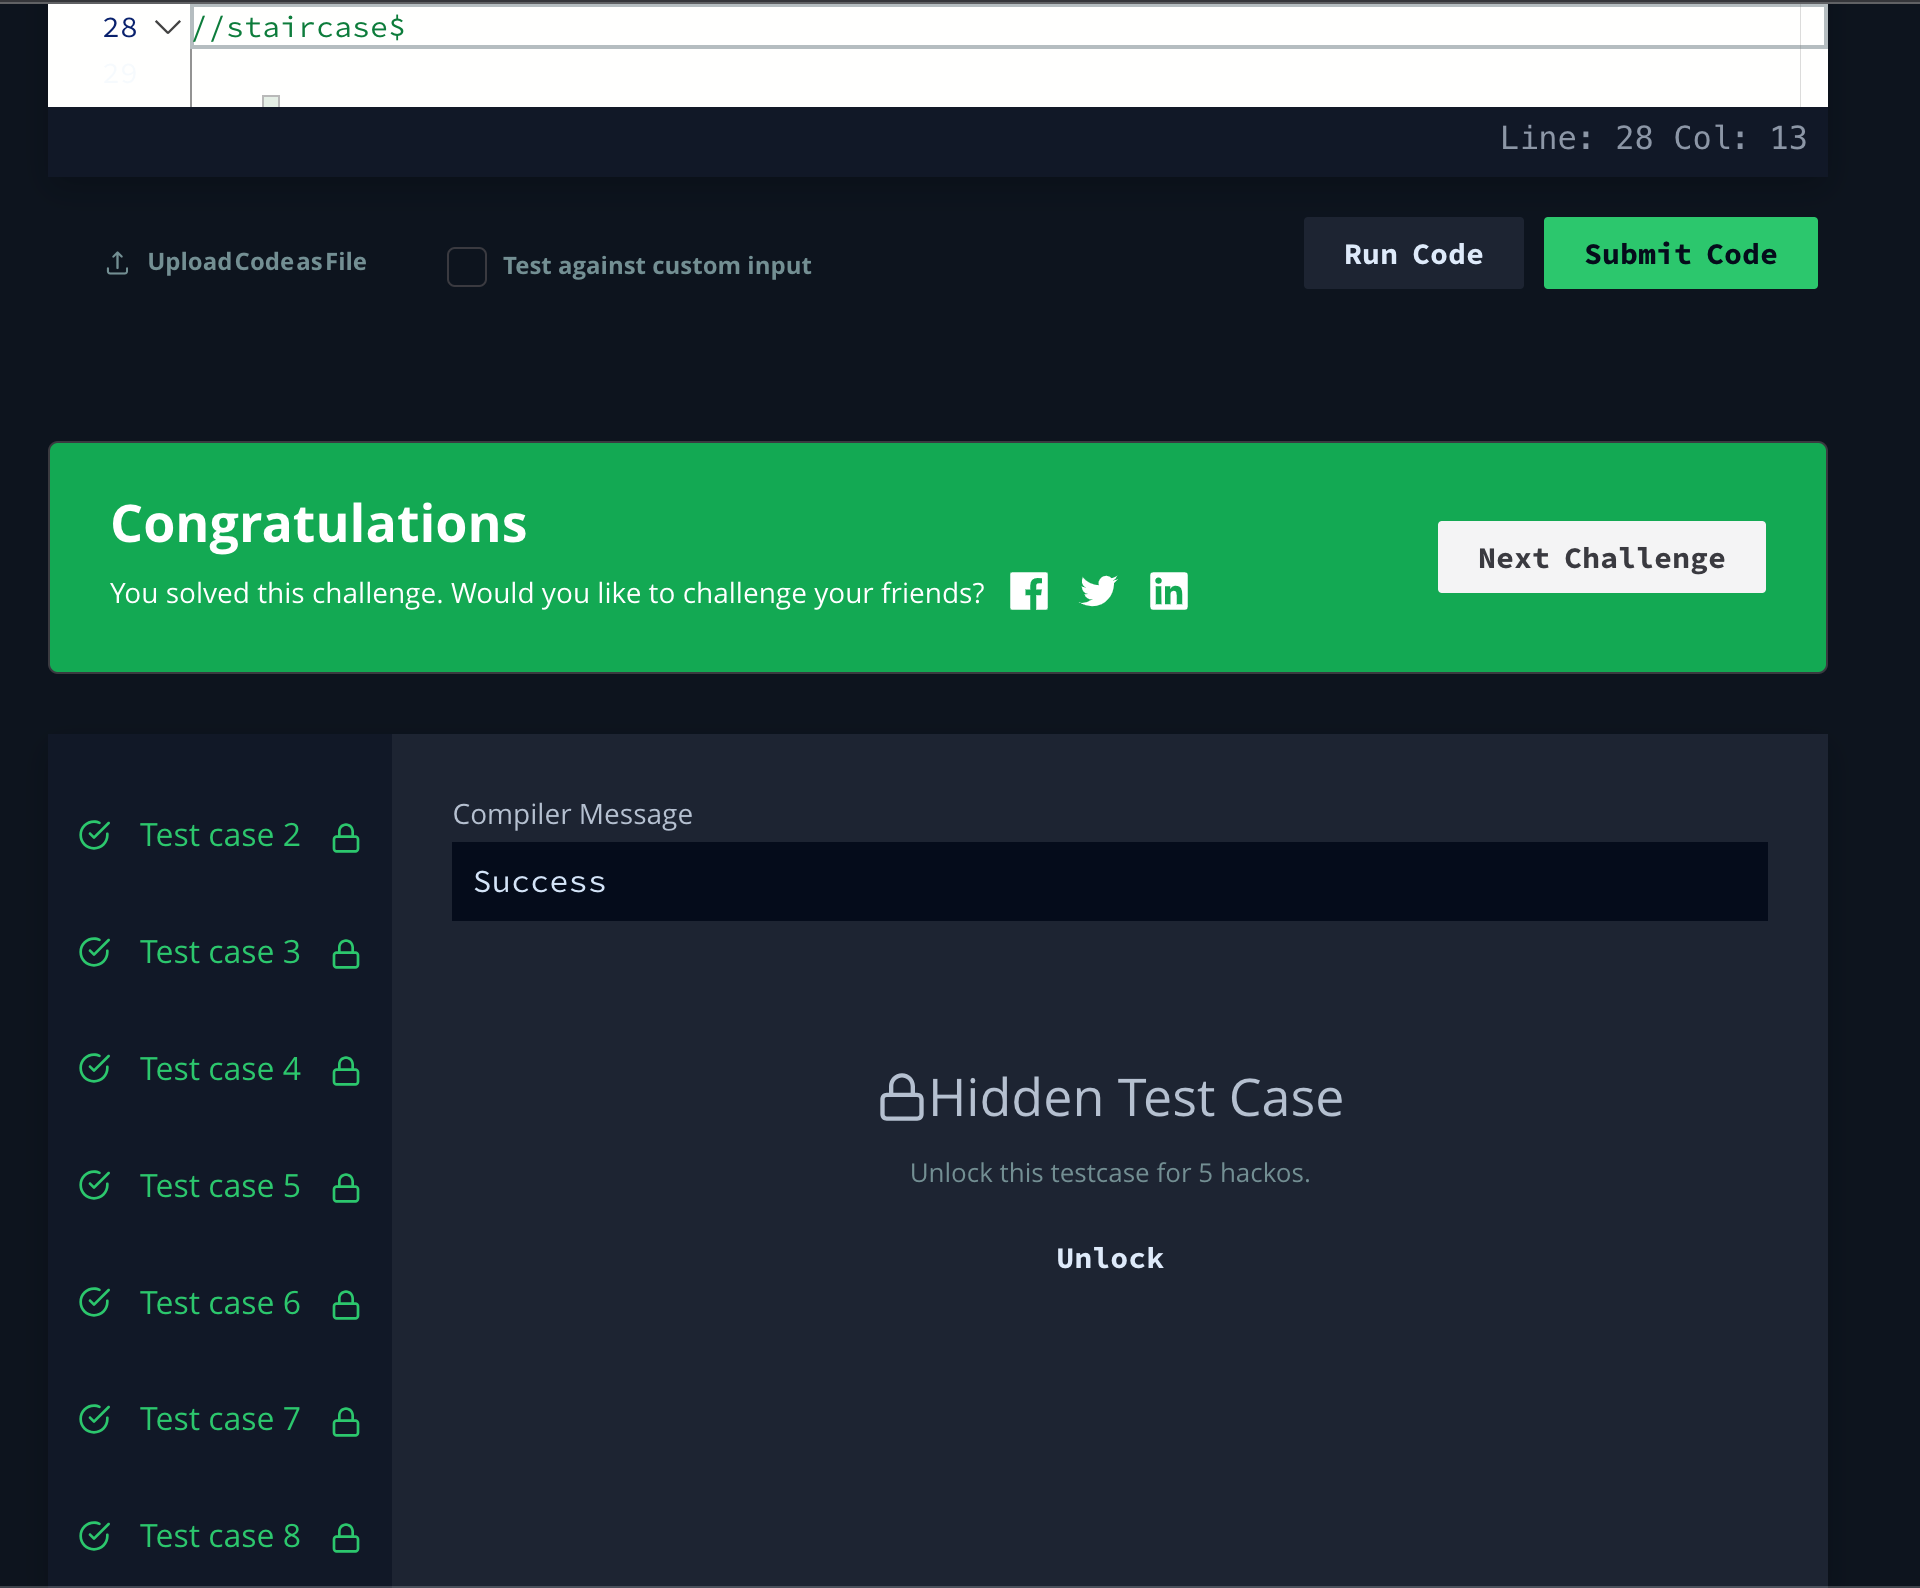 28 //staircase$
29
Line: 28 Col: 13
Upload Code as File
Test against custom input
Run Code
Submit Code
Congratulations
You solved this challenge. Would you like to challenge your friends?
Next Challenge
Test case 2
Test case 3
Test case 4
Test case 5
Test case 6
Test case 7
Test case 8
Compiler Message
Success
Hidden Test Case
Unlock this testcase for 5 hackos.
Unlock